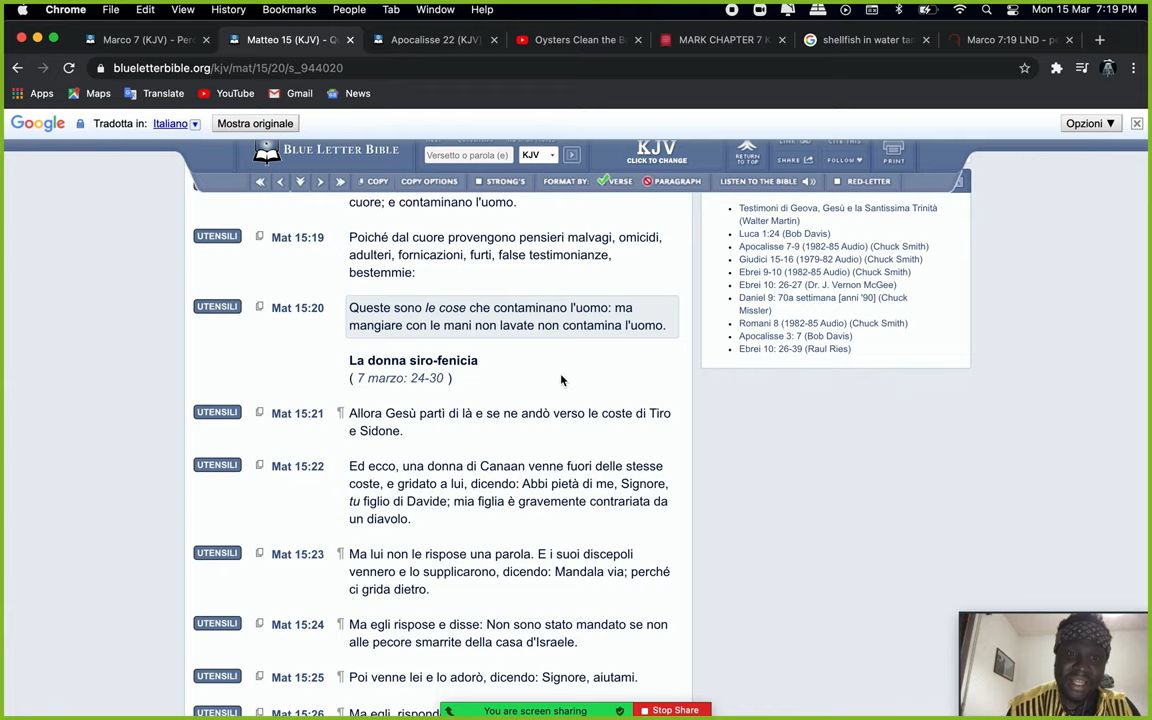 Chrome File Edit View History Bookmarks People Tab Window Help Mon 15 Mar 7:19 PM
Marco 7 (KJV) - Per Matteo 15 (KJV) - Q Apocalisse 22 (KJV) Oysters Clean the B MARK CHAPTER 7 K shellfish in water ta Marco 7:19 LND - p
blueletterbible.org/kjv/mat/15/20/s_944020
Apps Maps Translate YouTube Gmail News
Google Tradotta in: Italiano Mostra originale Opzioni ▼
BLUE LETTER BIBLE Versetto o parola (e) KJV KJV
CLICK TO CHANGE RETURN TO TOP SHARE FOLLOW PRINT
COPY COPY OPTIONS STRONG'S FORMAT BY: VERSE PARAGRAPH LISTEN TO THE BIBLE RED-LETTER
cuore; e contaminano l'uomo.
UTENSILI Mat 15:19 Poiché dal cuore provengono pensieri malvagi, omicidi,
adulteri, fornicazioni, furti, false testimonianze,
bestemmie:
UTENSILI Mat 15:20 Queste sono le cose che contaminano l'uomo: ma
mangiare con le mani non lavate non contamina l'uomo.
La donna siro-fenicia
( 7 marzo: 24-30 )
UTENSILI Mat 15:21 ¶ Allora Gesù partì di là e se ne andò verso le coste di Tiro
e Sidone.
UTENSILI Mat 15:22 Ed ecco, una donna di Canaan venne fuori delle stesse
coste, e gridato a lui, dicendo: Abbi pietà di me, Signore,
tu figlio di Davide; mia figlia è gravemente contrariata da
un diavolo.
UTENSILI Mat 15:23 ¶ Ma lui non le rispose una parola. E i suoi discepoli
vennero e lo supplicarono, dicendo: Mandala via; perché
ci grida dietro.
UTENSILI Mat 15:24 ¶ Ma egli rispose e disse: Non sono stato mandato se non
alle pecore smarrite della casa d'Israele.
UTENSILI Mat 15:25 ¶ Poi venne lei e lo adorò, dicendo: Signore, aiutami.
UTENSILI Mat 15:26 ¶ Ma egli, rispond
Testimoni di Geova, Gesù e la Santissima Trinità
(Walter Martin)
Luca 1:24 (Bob Davis)
Apocalisse 7-9 (1982-85 Audio) (Chuck Smith)
Giudici 15-16 (1979-82 Audio) (Chuck Smith)
Ebrei 9-10 (1982-85 Audio) (Chuck Smith)
Ebrei 10: 26-27 (Dr. J. Vernon McGee)
Daniel 9: 70a settimana [anni '90] (Chuck
Missler)
Romani 8 (1982-85 Audio) (Chuck Smith)
Apocalisse 3: 7 (Bob Davis)
Ebrei 10: 26-39 (Raul Ries)
You are screen sharing Stop Share